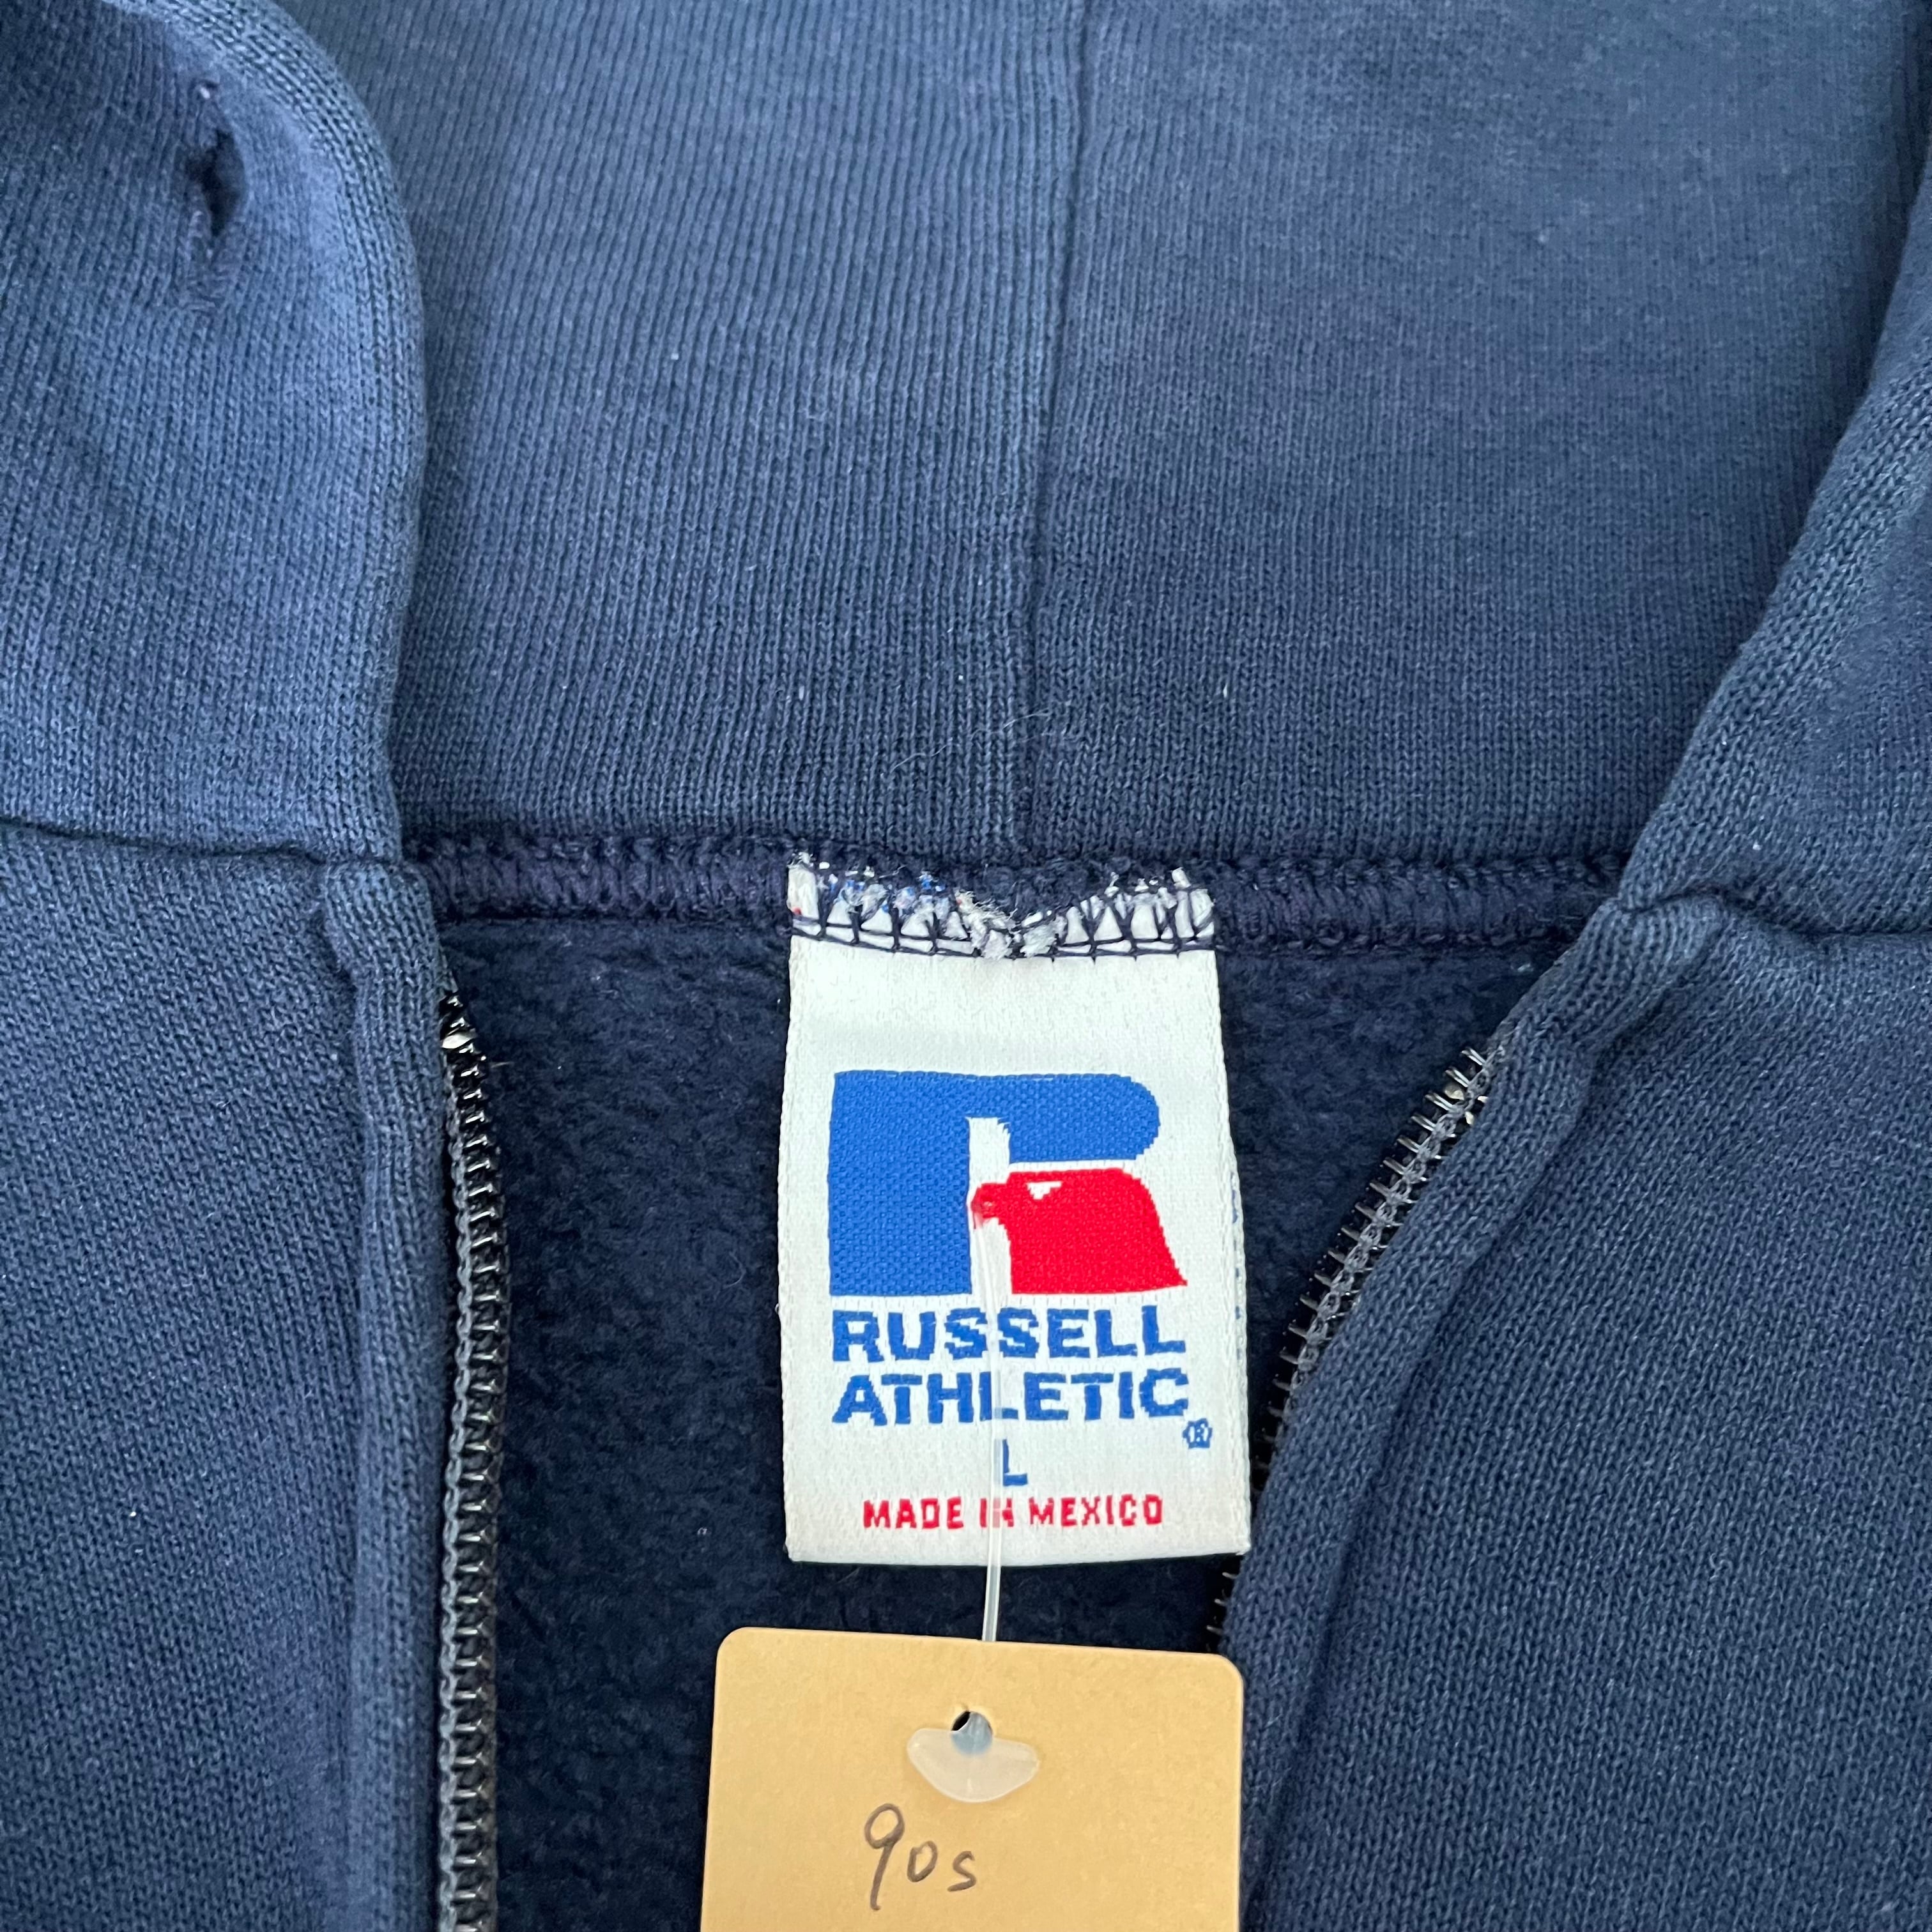 RUSSELL
ATHLETIC®
L
MADE IN MEXICO
90s